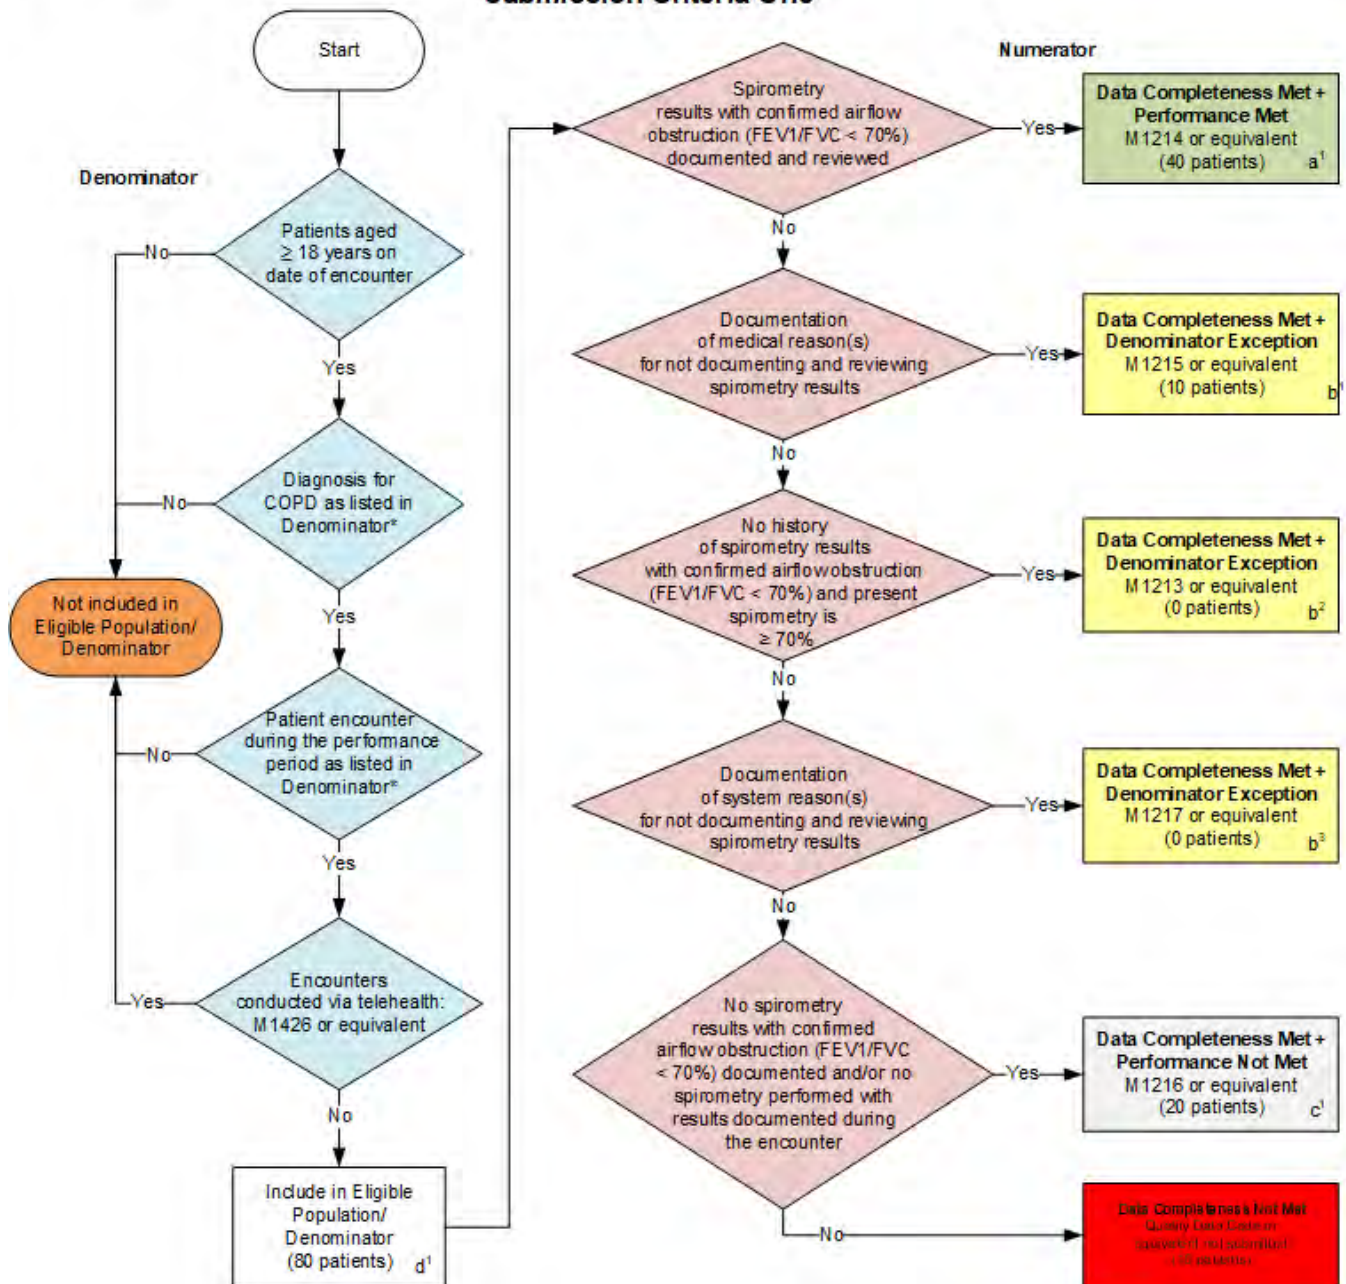 Submission Criteria One
Start
Denominator
Patients aged
≥ 18 years on
date of encounter
No
Yes
Diagnosis for
COPD as listed in
Denominator*
No
Yes
Not included in
Eligible Population/
Denominator
Patient encounter
during the performance
period as listed in
Denominator*
No
Yes
Encounters
conducted via telehealth:
M1426 or equivalent
Yes
No
Include in Eligible
Population/
Denominator
(80 patients) d¹
Numerator
Spirometry
results with confirmed airflow
obstruction (FEV1/FVC < 70%)
documented and reviewed
Yes
Data Completeness Met +
Performance Met
M1214 or equivalent
(40 patients) a¹
No
Documentation
of medical reason(s)
for not documenting and reviewing
spirometry results
Yes
Data Completeness Met +
Denominator Exception
M1215 or equivalent
(10 patients) b¹
No
No history
of spirometry results
with confirmed airflow obstruction
(FEV1/FVC < 70%) and present
spirometry is
≥ 70%
Yes
Data Completeness Met +
Denominator Exception
M1213 or equivalent
(0 patients) b²
No
Documentation
of system reason(s)
for not documenting and reviewing
spirometry results
Yes
Data Completeness Met +
Denominator Exception
M1217 or equivalent
(0 patients) b³
No
No spirometry
results with confirmed
airflow obstruction (FEV1/FVC
< 70%) documented and/or no
spirometry performed with
results documented during
the encounter
Yes
Data Completeness Met +
Performance Not Met
M1216 or equivalent
(20 patients) c¹
No
Data Completeness Not Met